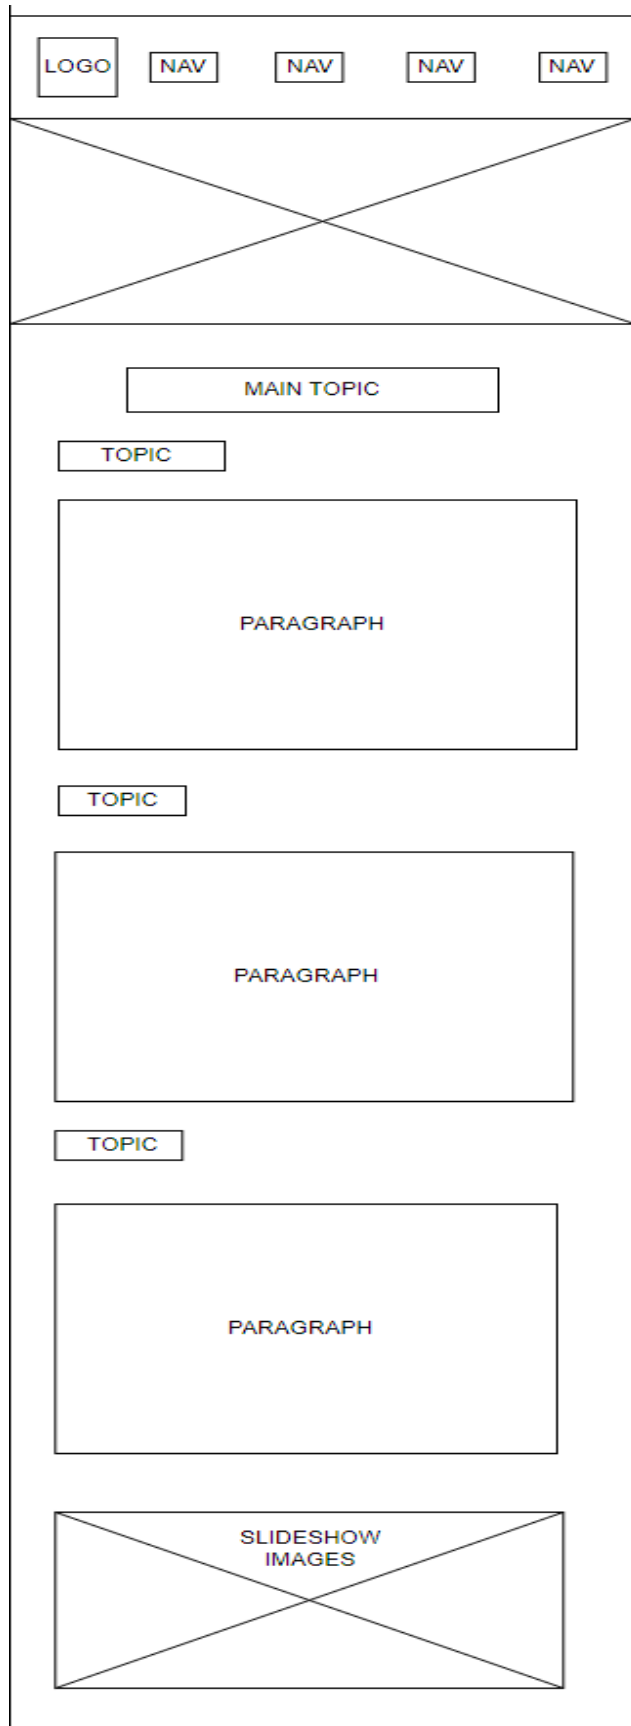 LOGO NAV NAV NAV NAV
MAIN TOPIC
TOPIC
PARAGRAPH
TOPIC
PARAGRAPH
TOPIC
PARAGRAPH
SLIDESHOW
IMAGES